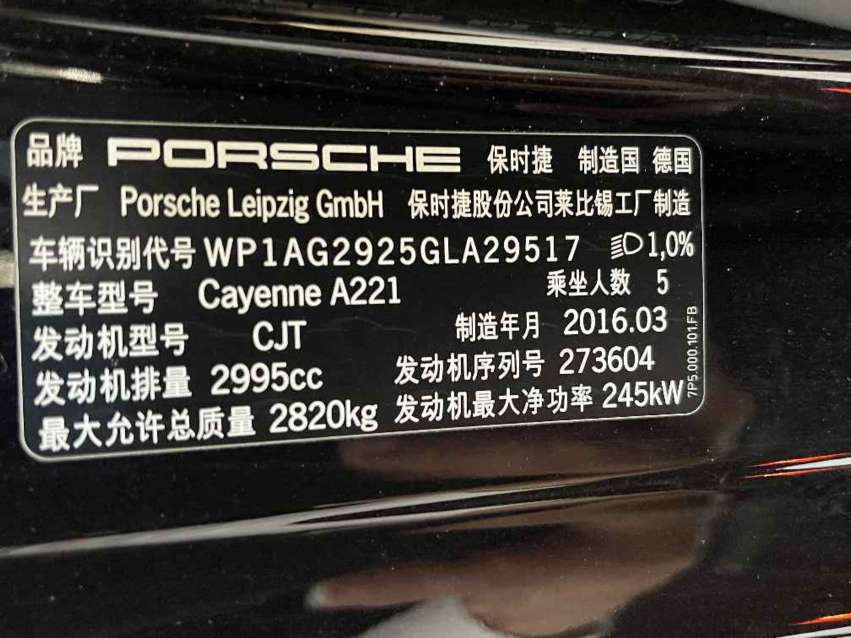 品牌 PORSCHE 保时捷 制造国 德国
生产厂 Porsche Leipzig GmbH 保时捷股份公司莱比锡工厂制造
车辆识别代号 WP1AG2925GLA29517 1,0%
整车型号 Cayenne A221 乘坐人数 5
发动机型号 CJT 制造年月 2016.03
发动机排量 2995cc 发动机序列号 273604
最大允许总质量 2820kg 发动机最大净功率 245kW
7P5.000.101.FB